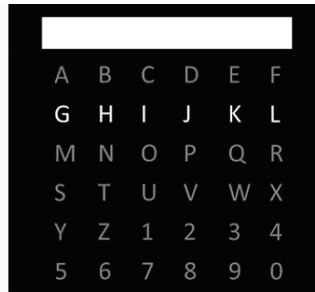 A B C D E F
G H I J K L
M N O P Q R
S T U V W X
Y Z 1 2 3 4
5 6 7 8 9 0